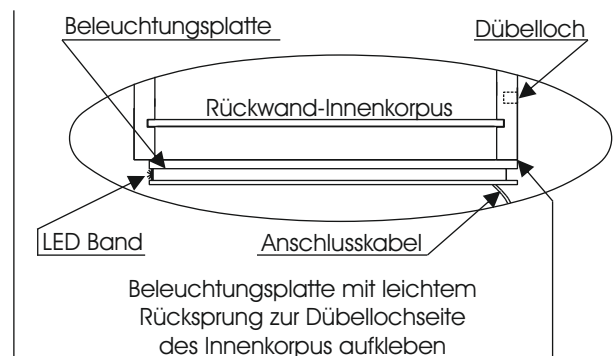 Beleuchtungsplatte
Dübelloch
Rückwand-Innenkorpus
LED Band
Anschlusskabel
Beleuchtungsplatte mit leichtem
Rücksprung zur Dübellochseite
des Innenkorpus aufkleben